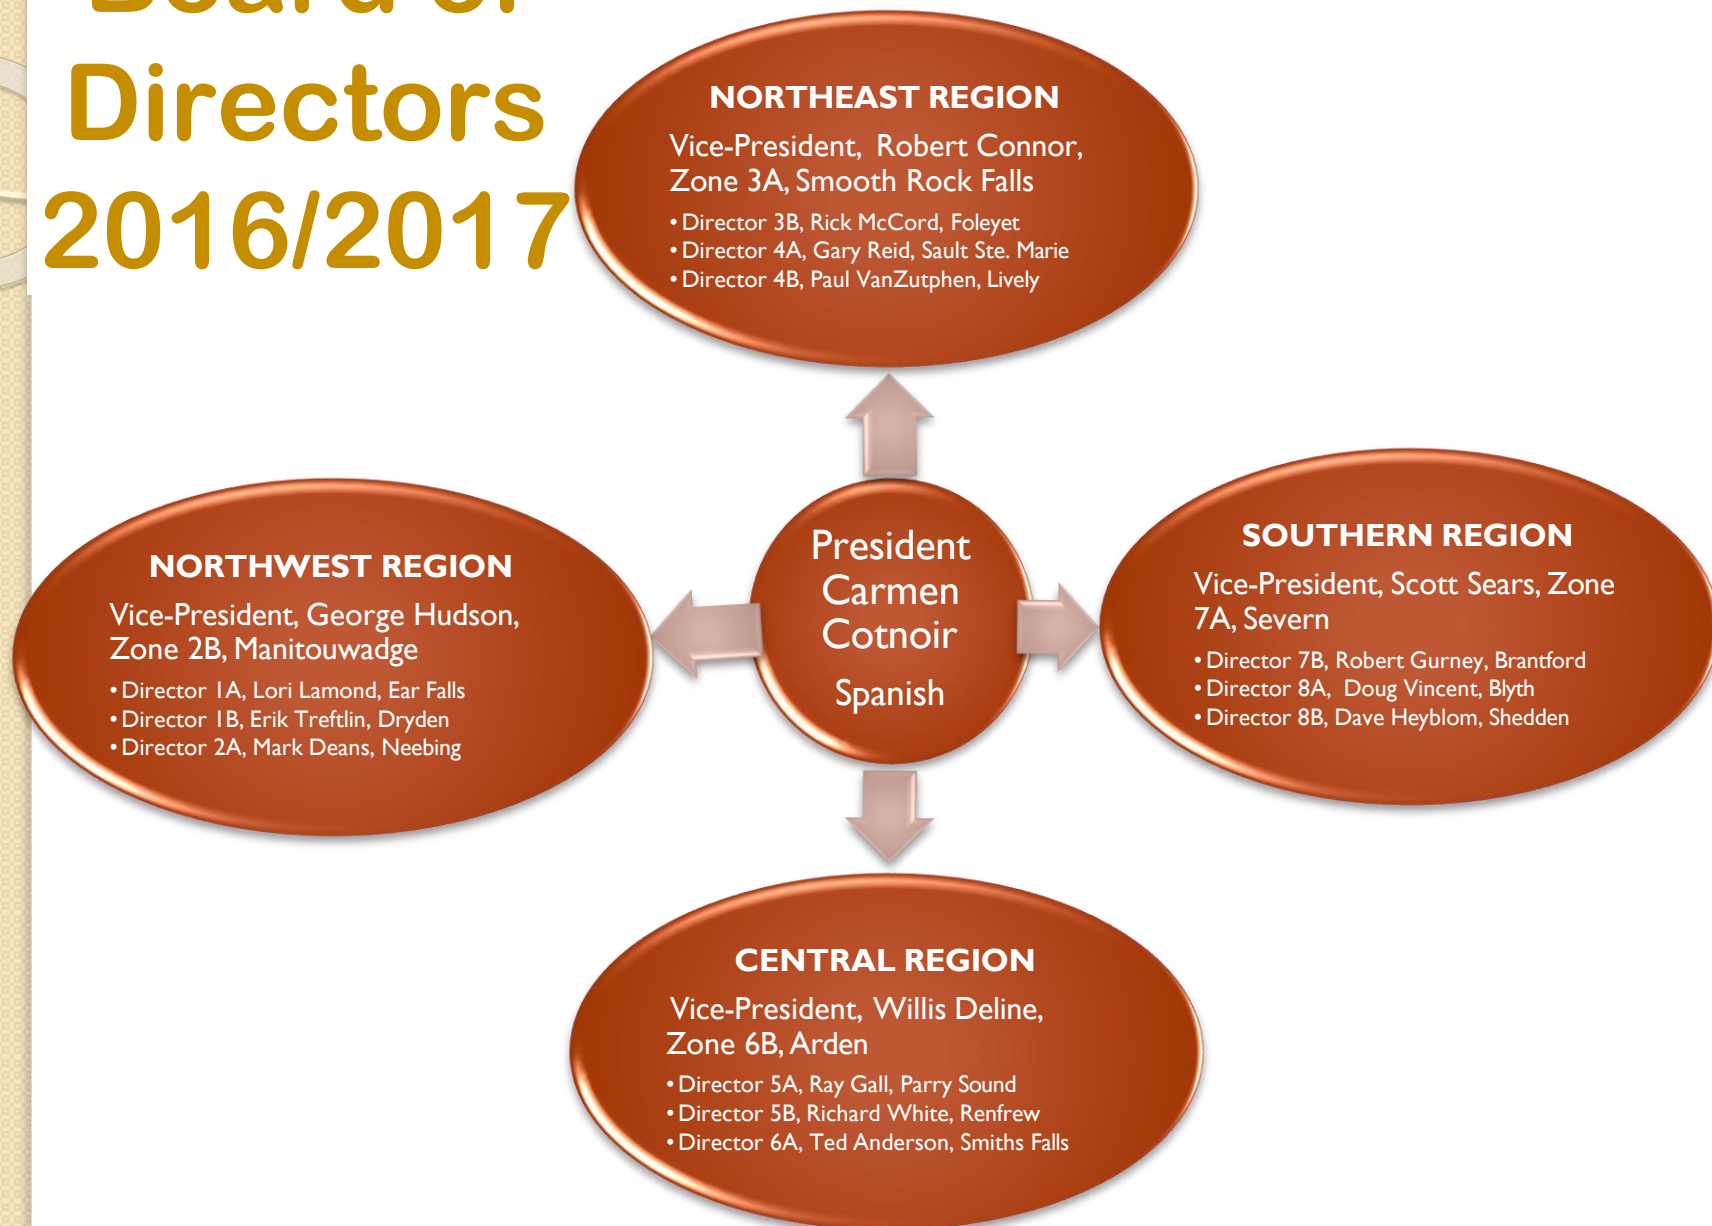 Board of
Directors
2016/2017
NORTHEAST REGION
Vice-President, Robert Connor,
Zone 3A, Smooth Rock Falls
• Director 3B, Rick McCord, Foleyet
• Director 4A, Gary Reid, Sault Ste. Marie
• Director 4B, Paul VanZutphen, Lively
NORTHWEST REGION
Vice-President, George Hudson,
Zone 2B, Manitouwadge
• Director 1A, Lori Lamond, Ear Falls
• Director 1B, Erik Treftlin, Dryden
• Director 2A, Mark Deans, Neebing
President
Carmen
Cotnoir
Spanish
SOUTHERN REGION
Vice-President, Scott Sears, Zone
7A, Severn
• Director 7B, Robert Gurney, Brantford
• Director 8A, Doug Vincent, Blyth
• Director 8B, Dave Heyblom, Shedden
CENTRAL REGION
Vice-President, Willis Deline,
Zone 6B, Arden
• Director 5A, Ray Gall, Parry Sound
• Director 5B, Richard White, Renfrew
• Director 6A, Ted Anderson, Smiths Falls